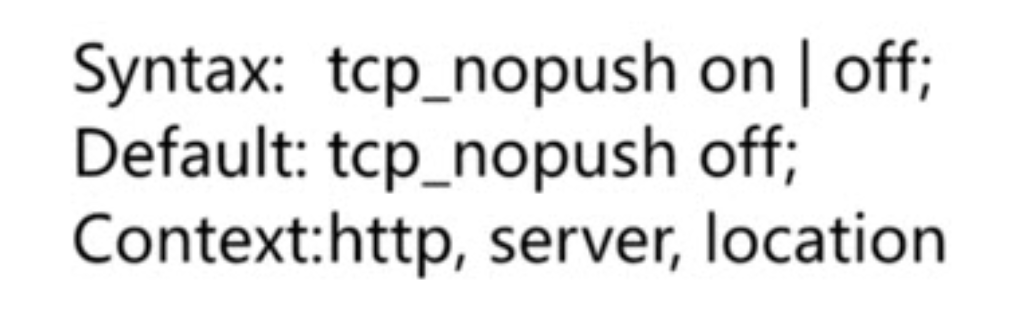 Syntax: tcp_nopush on | off;
Default: tcp_nopush off;
Context:http, server, location